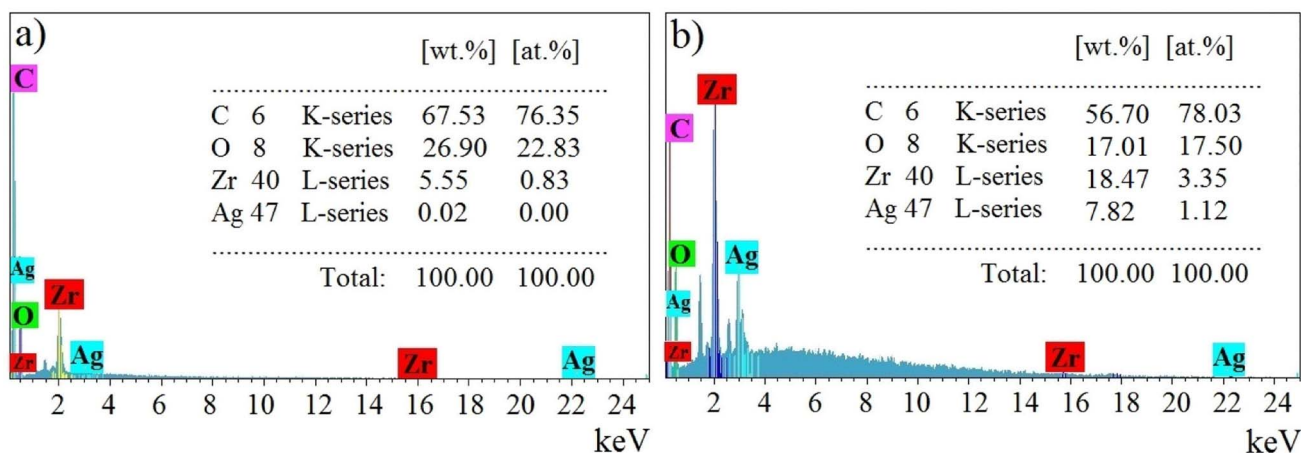 a)
[wt.%] [at.%]
C 6 K-series 67.53 76.35
O 8 K-series 26.90 22.83
Zr 40 L-series 5.55 0.83
Ag 47 L-series 0.02 0.00
Total: 100.00 100.00
C
Ag
O
Zr
Zr
Ag
Zr
Ag
2 4 6 8 10 12 14 16 18 20 22 24
keV
b)
[wt.%] [at.%]
C 6 K-series 56.70 78.03
O 8 K-series 17.01 17.50
Zr 40 L-series 18.47 3.35
Ag 47 L-series 7.82 1.12
Total: 100.00 100.00
Zr
C
O
Ag
Ag
Zr
Zr
Ag
2 4 6 8 10 12 14 16 18 20 22 24
keV